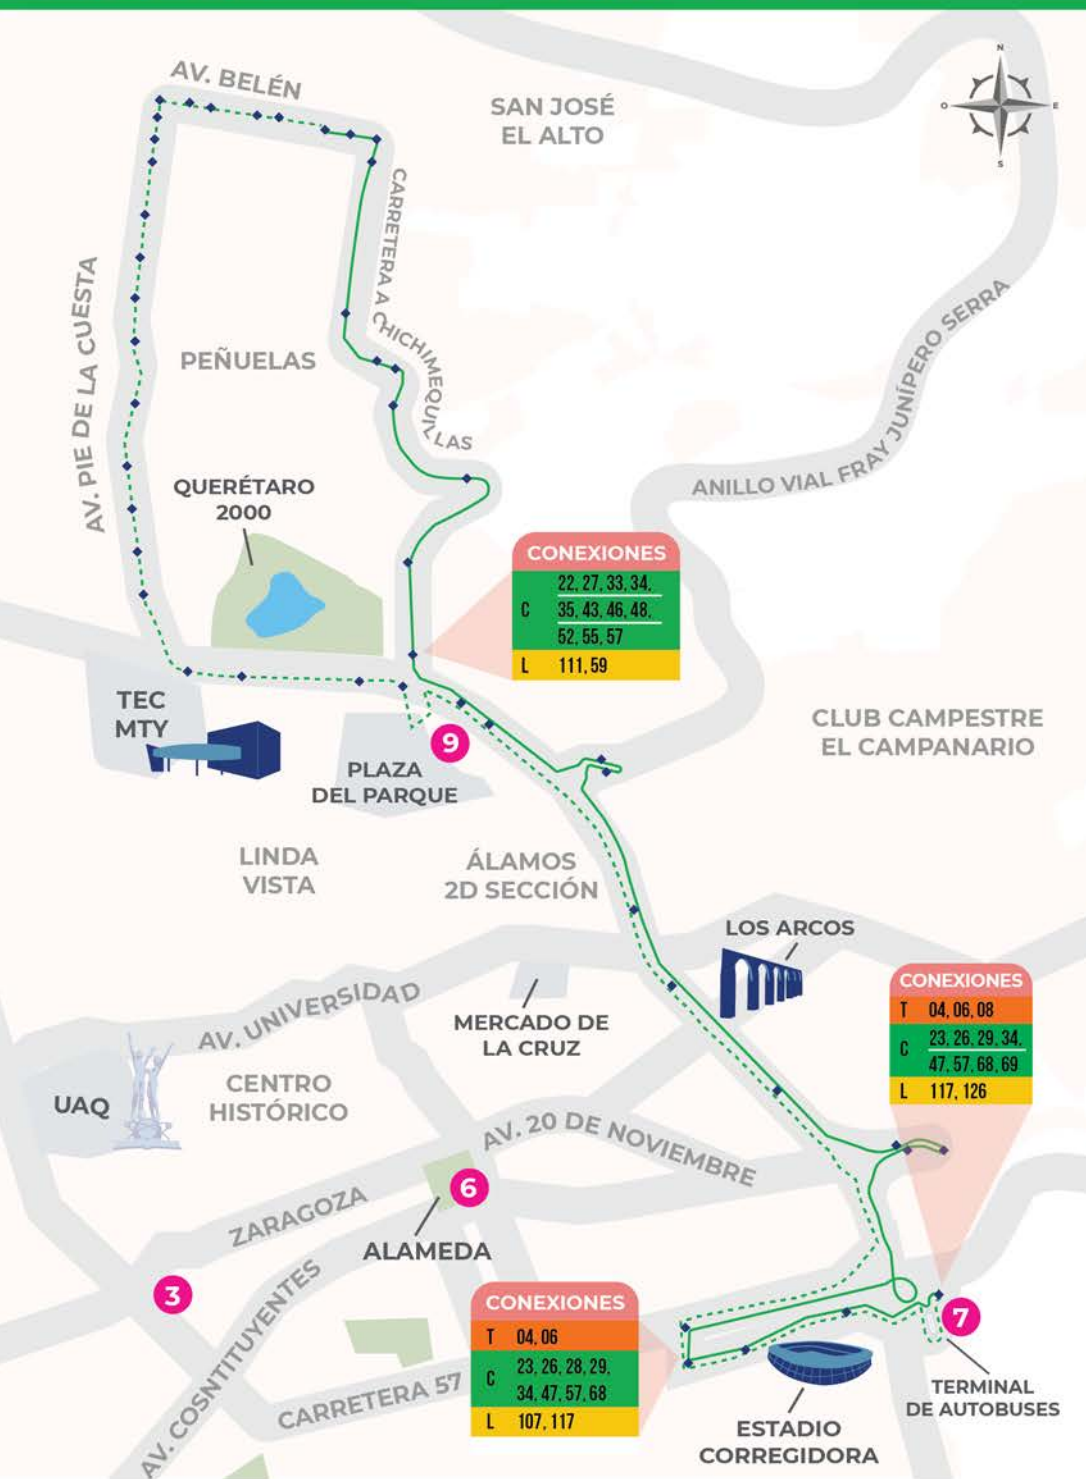 AV. BELÉN
SAN JOSÉ
EL ALTO
N
O
E
S
CARRETERA A CHICHIMEQUILLAS
AV. PIE DE LA CUESTA
PEÑUELAS
ANILLO VIAL FRAY JUNÍPERO SERRA
QUERÉTARO
2000
CONEXIONES
C
22, 27, 33, 34,
35, 43, 46, 48,
52, 55, 57
L 111, 59
TEC
MTY
9
PLAZA
DEL PARQUE
CLUB CAMPESTRE
EL CAMPANARIO
LINDA
VISTA
ÁLAMOS
2D SECCIÓN
LOS ARCOS
AV. UNIVERSIDAD
MERCADO DE
LA CRUZ
CONEXIONES
T 04, 06, 08
C
23, 26, 29, 34,
47, 57, 68, 69
L 117, 126
UAQ
CENTRO
HISTÓRICO
AV. 20 DE NOVIEMBRE
6
ZARAGOZA
ALAMEDA
3
AV. COSNTITUYENTES
CONEXIONES
T 04, 06
C
23, 26, 28, 29,
34, 47, 57, 68
L 107, 117
7
CARRETERA 57
TERMINAL
DE AUTOBUSES
ESTADIO
CORREGIDORA